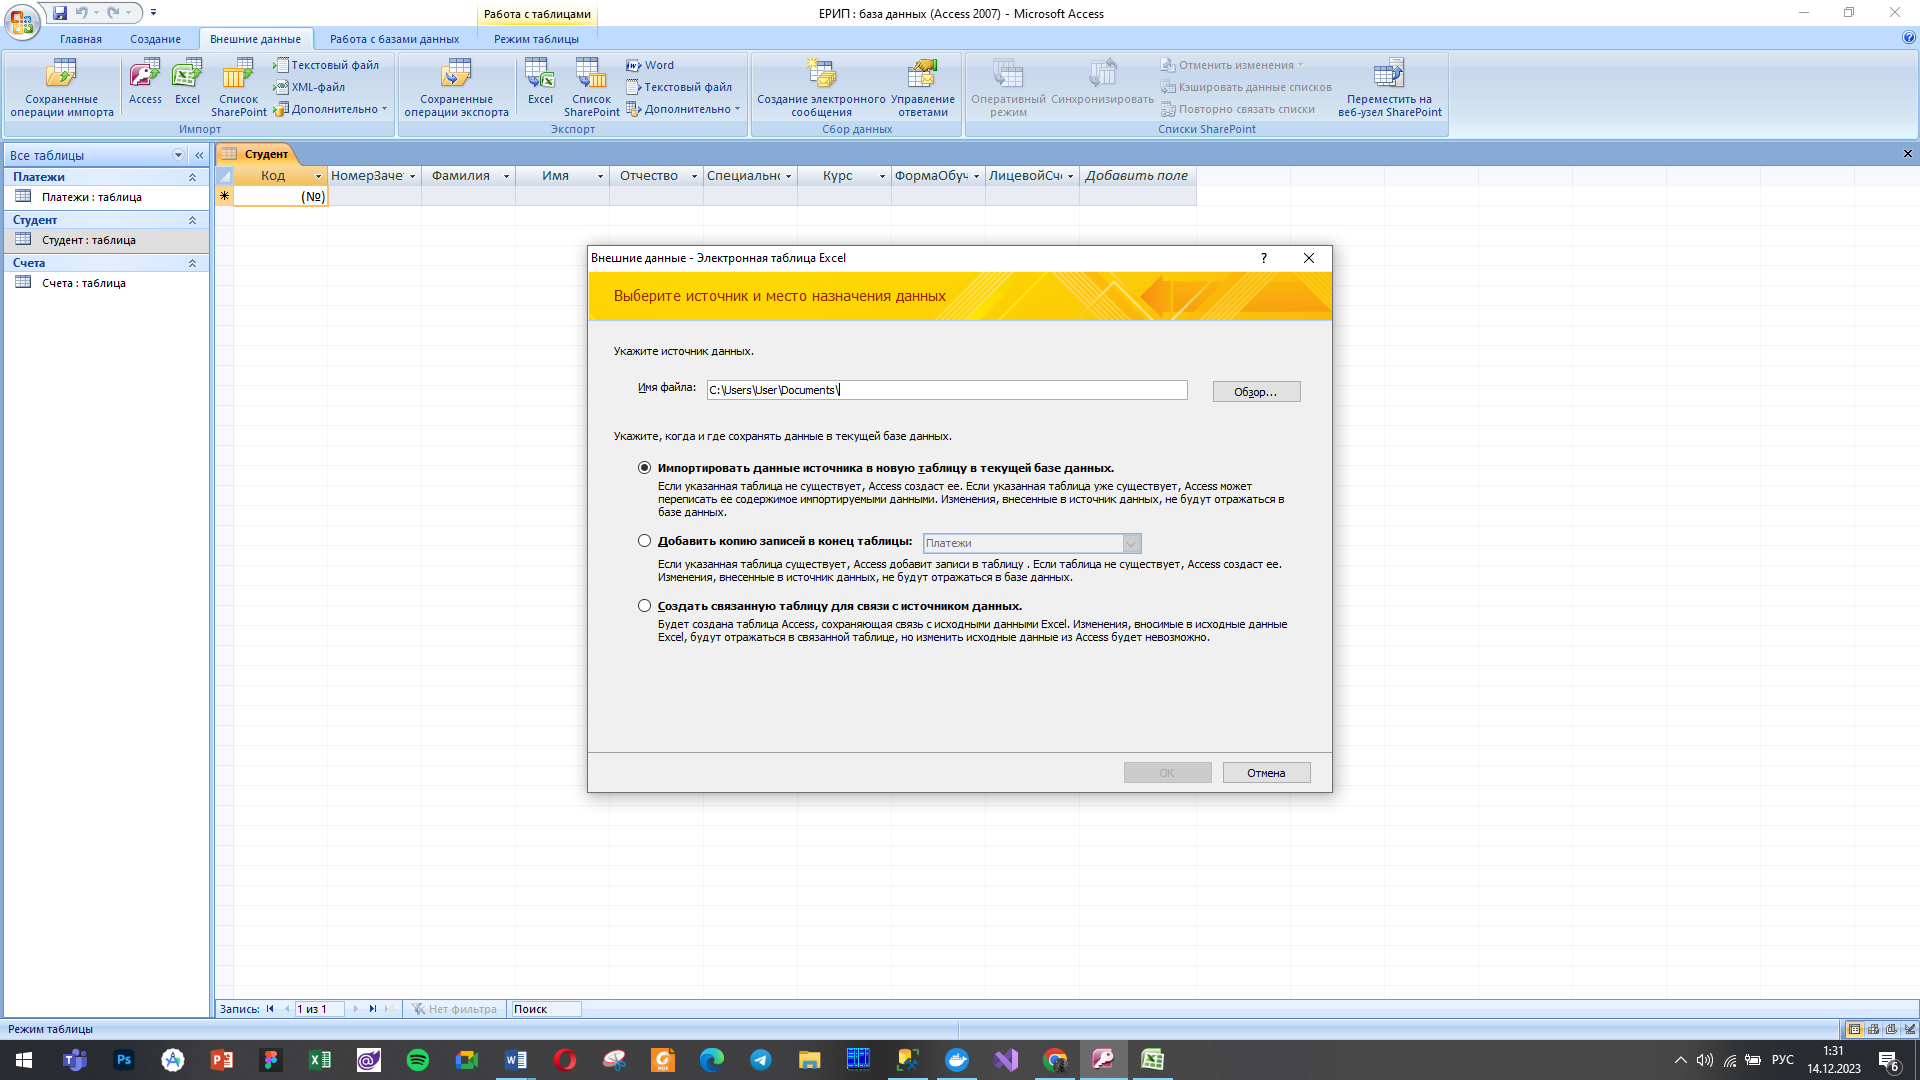 Работа с таблицами
ЕРИП : база данных (Access 2007) - Microsoft Access
Главная
Создание
Внешние данные
Работа с базами данных
Режим таблицы
Сохраненные операции импорта
Access
Excel
Список SharePoint
Текстовый файл
XML-файл
Дополнительно
Импорт
Сохраненные операции экспорта
Excel
Список SharePoint
Word
Текстовый файл
Дополнительно
Экспорт
Создание электронного сообщения
Управление ответами
Сбор данных
Оперативный режим
Синхронизировать
Отменить изменения
Кэшировать данные списков
Повторно связать списки
Переместить на веб-узел SharePoint
Списки SharePoint
Все таблицы
Платежи
Платежи : таблица
Студент
Студент : таблица
Счета
Счета : таблица
Студент
Код
НомерЗаче
Фамилия
Имя
Отчество
Специальнс
Курс
ФормаОбуч
ЛицевойСч
Добавить поле
(№)
Внешние данные - Электронная таблица Excel
?
Выберите источник и место назначения данных
Укажите источник данных.
Имя файла:
C:\Users\User\Documents\
Обзор...
Укажите, когда и где сохранять данные в текущей базе данных.
Импортировать данные источника в новую таблицу в текущей базе данных.
Если указанная таблица не существует, Access создаст ее. Если указанная таблица уже существует, Access может
переписать ее содержимое импортируемыми данными. Изменения, внесенные в источник данных, не будут отражаться в
базе данных.
Добавить копию записей в конец таблицы:
Платежи
Если указанная таблица существует, Access добавит записи в таблицу . Если таблица не существует, Access создаст ее.
Изменения, внесенные в источник данных, не будут отражаться в базе данных.
Создать связанную таблицу для связи с источником данных.
Будет создана таблица Access, сохраняющая связь с исходными данными Excel. Изменения, вносимые в исходные данные
Excel, будут отражаться в связанной таблице, но изменить исходные данные из Access будет невозможно.
ОК
Отмена
Запись:
1 из 1
Нет фильтра
Поиск
Режим таблицы
РУС
1:31
14.12.2023
6